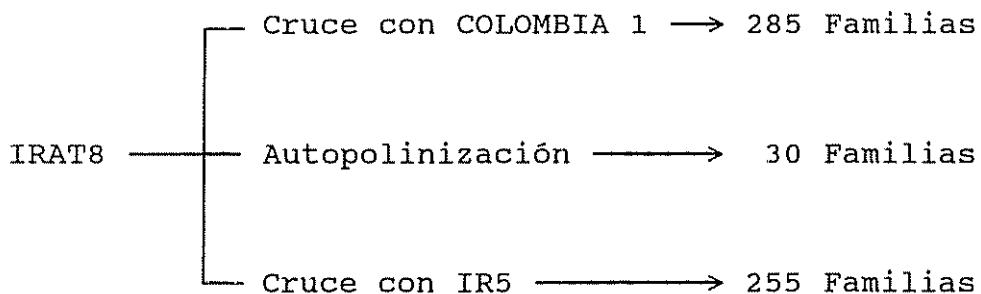 Cruce con COLOMBIA 1 → 285 Familias
IRAT8 Autopolinización → 30 Familias
Cruce con IR5 → 255 Familias